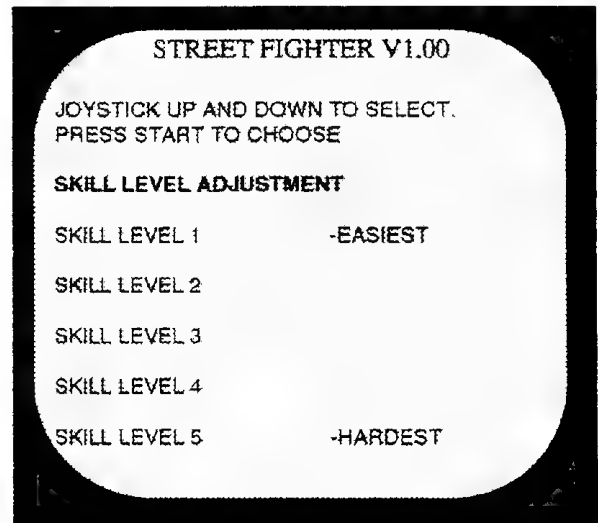 STREET FIGHTER V1.00
JOYSTICK UP AND DOWN TO SELECT.
PRESS START TO CHOOSE
SKILL LEVEL ADJUSTMENT
SKILL LEVEL 1 -EASIEST
SKILL LEVEL 2
SKILL LEVEL 3
SKILL LEVEL 4
SKILL LEVEL 5 -HARDEST